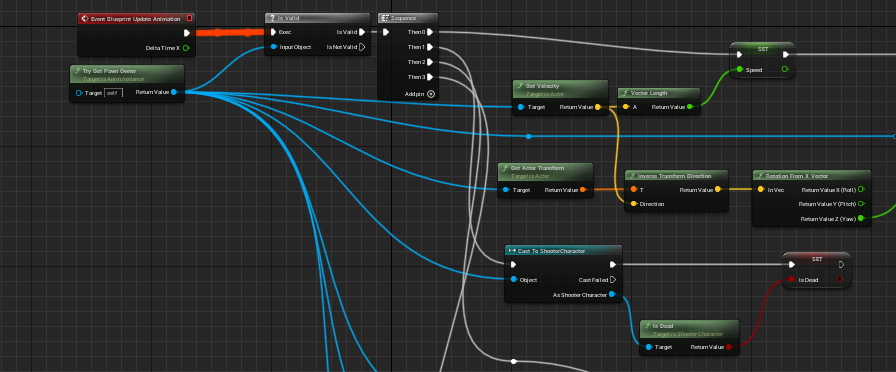 Event Blueprint Update Animation
Delta Time X
Try Get Pawn Owner
Target is Anim Instance
Target self Return Value
Is Valid
Exec Is Valid
Input Object Is Not Valid
Sequence
Then 0
Then 1
Then 2
Then 3
Add pin
SET
Speed
Get Velocity
Target is Actor
Target Return Value
Vector Length
A Return Value
Get Actor Transform
Target is Actor
Target Return Value
Inverse Transform Direction
T Return Value
Direction
Rotation From X Vector
In Vec Return Value X (Roll)
Return Value Y (Pitch)
Return Value Z (Yaw)
Cast To ShooterCharacter
Object Cast Failed
As Shooter Character
SET
Is Dead
Is Dead
Target is Shooter Character
Target Return Value